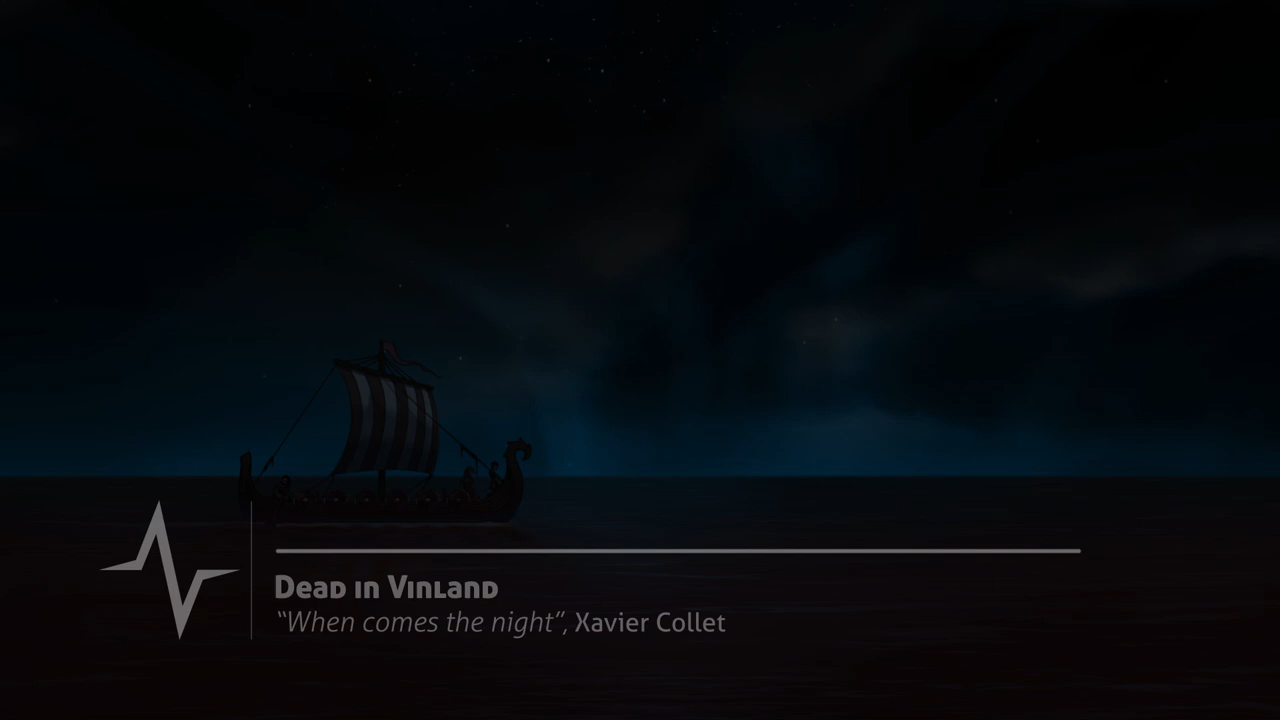 Dead in Vinland
“When comes the night”, Xavier Collet